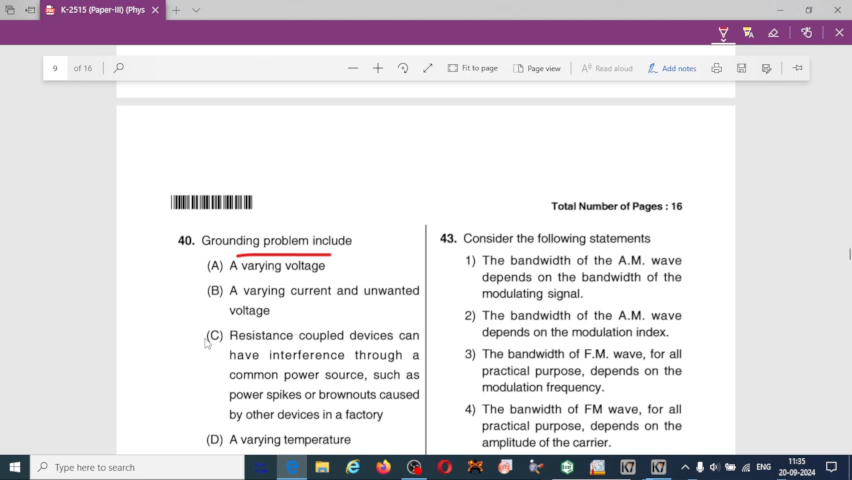 K-2515 (Paper-III) (Phys
9 of 16
Fit to page
Page view
Read aloud
Add notes
Total Number of Pages : 16
40. Grounding problem include
(A) A varying voltage
(B) A varying current and unwanted
voltage
(C) Resistance coupled devices can
have interference through a
common power source, such as
power spikes or brownouts caused
by other devices in a factory
(D) A varying temperature
43. Consider the following statements
1) The bandwidth of the A.M. wave
depends on the bandwidth of the
modulating signal.
2) The bandwidth of the A.M. wave
depends on the modulation index.
3) The bandwidth of F.M. wave, for all
practical purpose, depends on the
modulation frequency.
4) The banwidth of FM wave, for all
practical purpose, depends on the
amplitude of the carrier.
Type here to search
ENG
11:35
20-09-2024